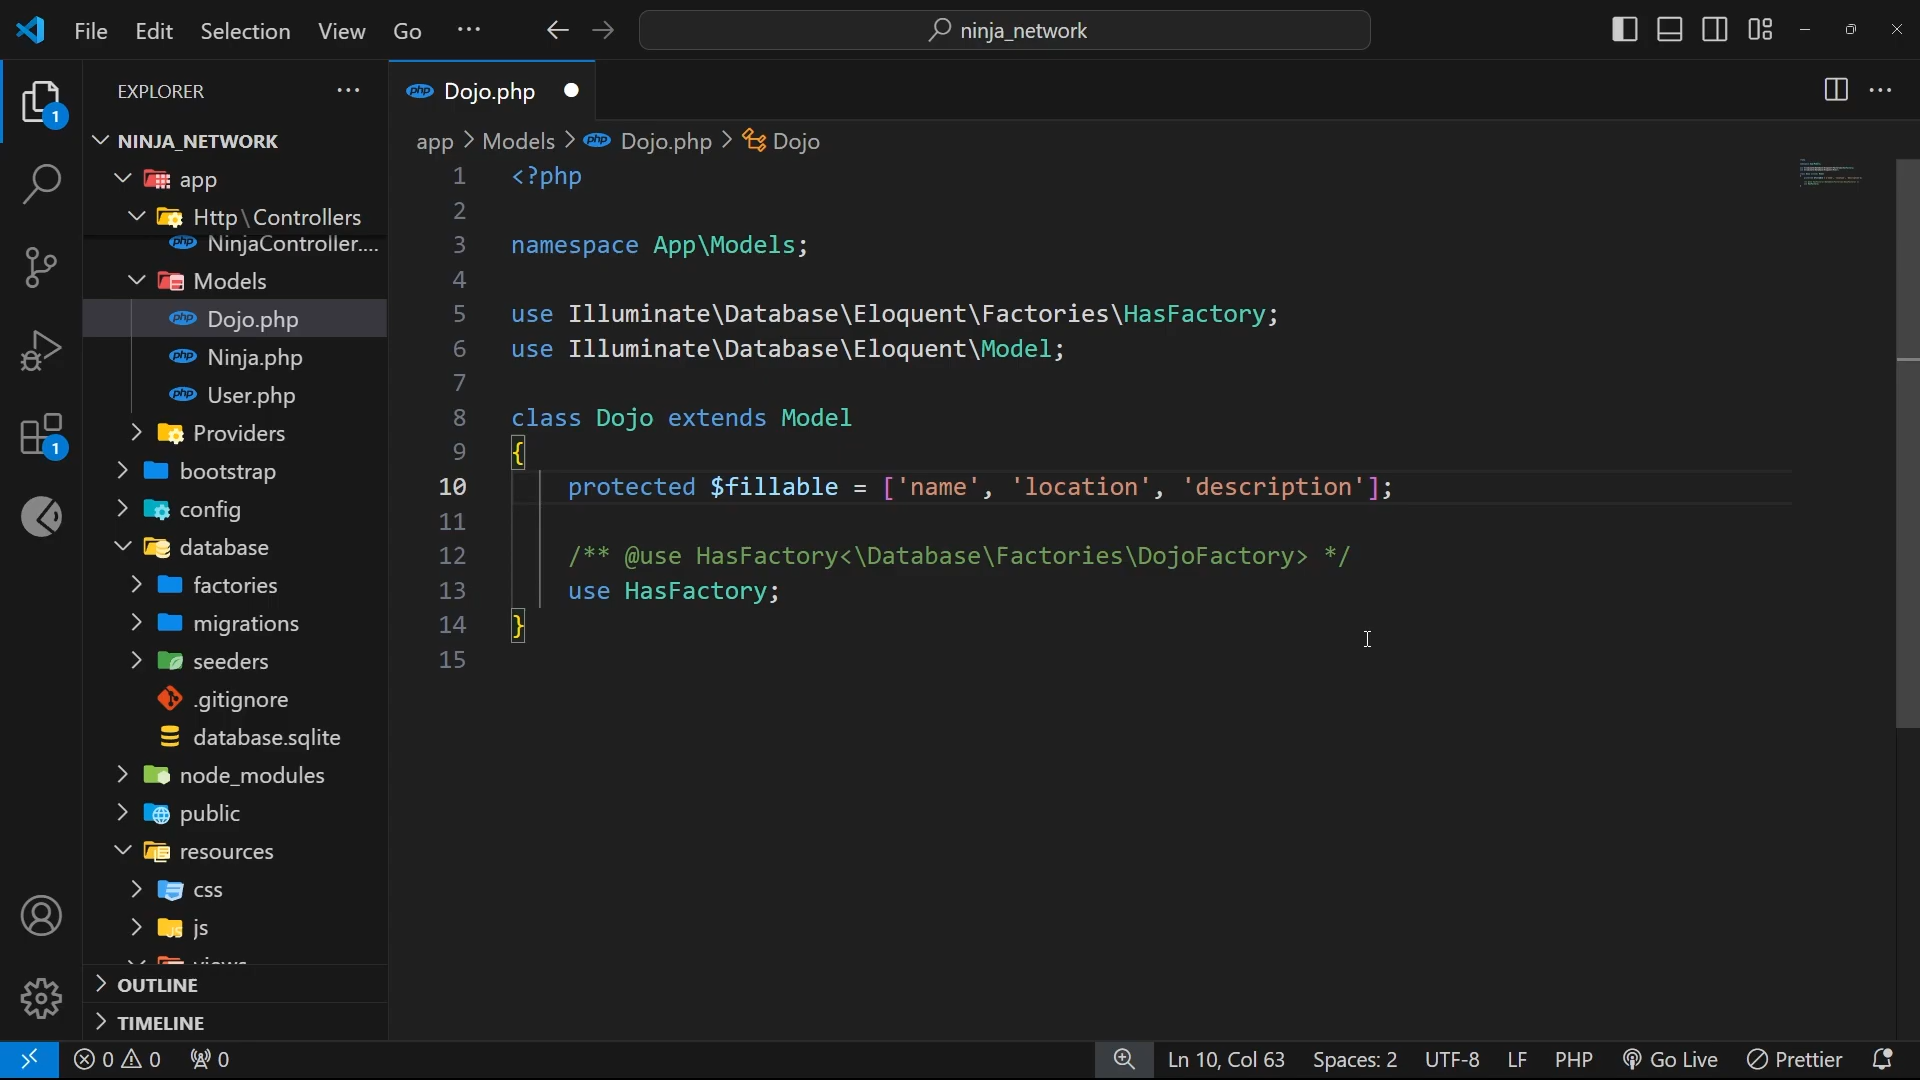 File Edit Selection View Go ··· ninja_network
EXPLORER
NINJA_NETWORK
app
Http\Controllers
NinjaController....
Models
Dojo.php
Ninja.php
User.php
Providers
bootstrap
config
database
factories
migrations
seeders
.gitignore
database.sqlite
node_modules
public
resources
css
js
views
OUTLINE
TIMELINE
1
1
php Dojo.php
app > Models > php Dojo.php > Dojo
1 <?php
2
3 namespace App\Models;
4
5 use Illuminate\Database\Eloquent\Factories\HasFactory;
6 use Illuminate\Database\Eloquent\Model;
7
8 class Dojo extends Model
9 {
10 protected $fillable = ['name', 'location', 'description'];
11
12 /** @use HasFactory<\Database\Factories\DojoFactory> */
13 use HasFactory;
14 }
15
0 0 0 Ln 10, Col 63 Spaces: 2 UTF-8 LF PHP Go Live Prettier